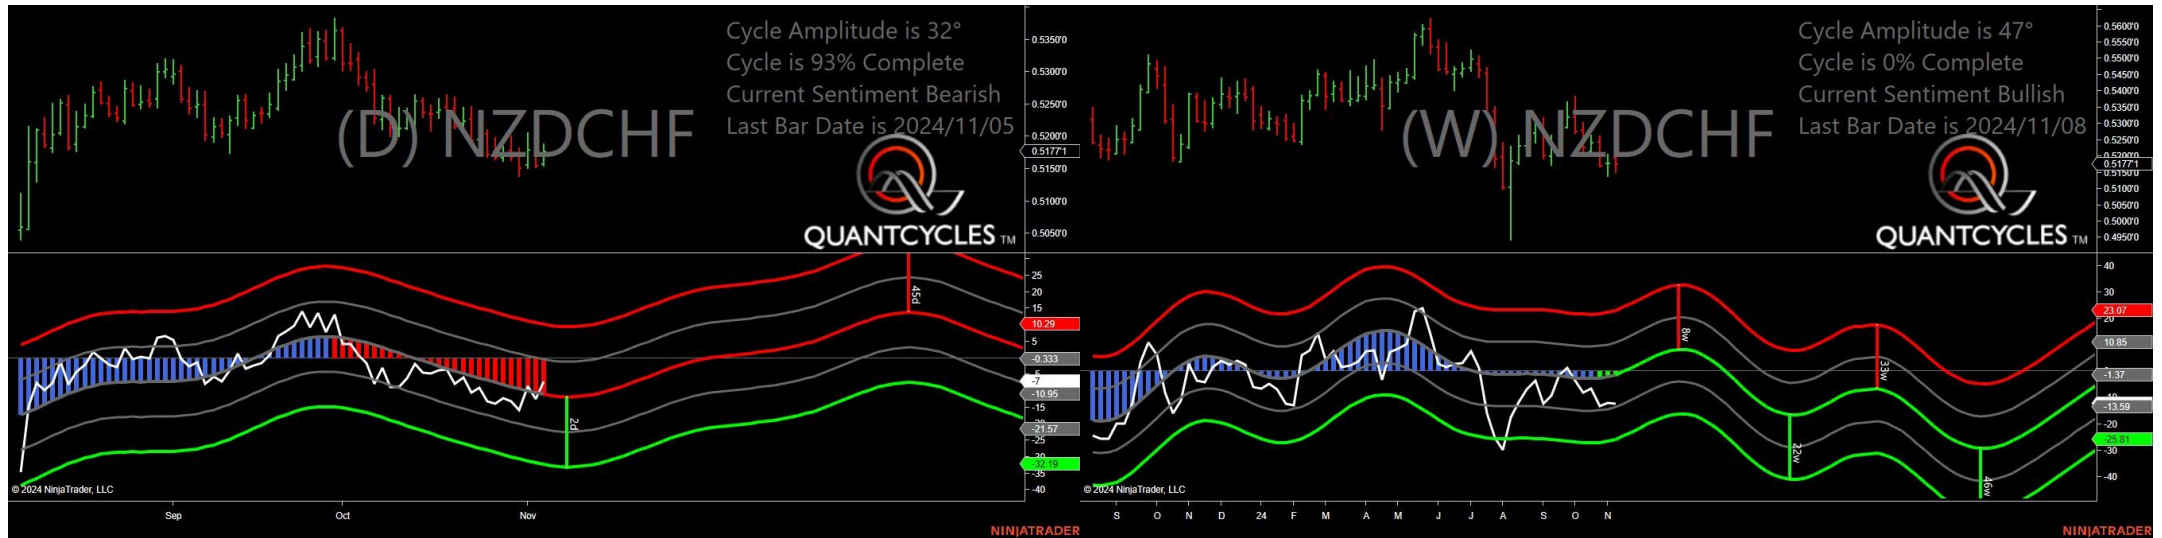 Cycle Amplitude is 32°
Cycle is 93% Complete
Current Sentiment Bearish
Last Bar Date is 2024/11/05
(D) NZDCHF
QUANTCYCLES TM
0.5350'0
0.5300'0
0.5250'0
0.5200'0
0.5177'1
0.5150'0
0.5100'0
0.5050'0
45d
2d
25
20
15
10.29
5
-0.333
-7
-10.95
-15
-21.57
-25
-32.19
-35
-40
© 2024 NinjaTrader, LLC
Sep
Oct
Nov
NINJATRADER
Cycle Amplitude is 47°
Cycle is 0% Complete
Current Sentiment Bullish
Last Bar Date is 2024/11/08
(W) NZDCHF
QUANTCYCLES TM
0.5600'0
0.5550'0
0.5500'0
0.5450'0
0.5400'0
0.5350'0
0.5300'0
0.5250'0
0.5200'0
0.5177'1
0.5150'0
0.5100'0
0.5050'0
0.5000'0
0.4950'0
8w
22w
33w
46w
40
30
23.07
20
10.85
-1.37
-13.59
-20
-25.81
-30
-40
© 2024 NinjaTrader, LLC
S
O
N
D
24
F
M
A
M
J
J
A
S
O
N
NINJATRADER